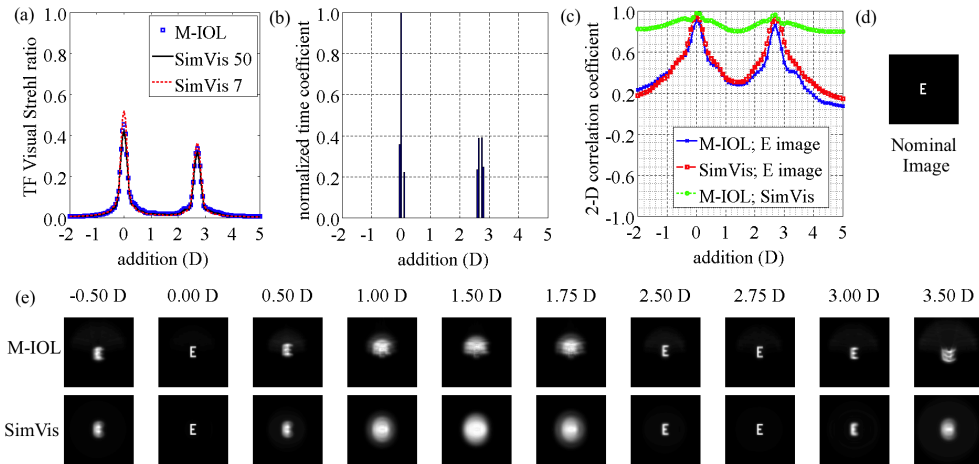 (a)
TF Visual Strehl ratio
1.0
0.8
0.6
0.4
0.2
0.0
-2 -1 0 1 2 3 4 5
addition (D)
M-IOL
SimVis 50
SimVis 7
(b)
normalized time coefficient
1.0
0.8
0.6
0.4
0.2
0.0
-2 -1 0 1 2 3 4 5
addition (D)
(c)
2-D correlation coefficient
1.0
0.6
0.2
-0.2
-0.6
-1.0
-2 -1 0 1 2 3 4 5
addition (D)
M-IOL; E image
SimVis; E image
M-IOL; SimVis
(d)
E
Nominal
Image
(e)
-0.50 D 0.00 D 0.50 D 1.00 D 1.50 D 1.75 D 2.50 D 2.75 D 3.00 D 3.50 D
M-IOL
E E E E E E
SimVis
E E E E E E